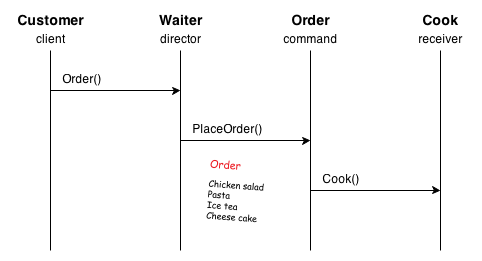 Customer
client
Waiter
director
Order
command
Cook
receiver
Order()
PlaceOrder()
Order
Chicken salad
Pasta
Ice tea
Cheese cake
Cook()